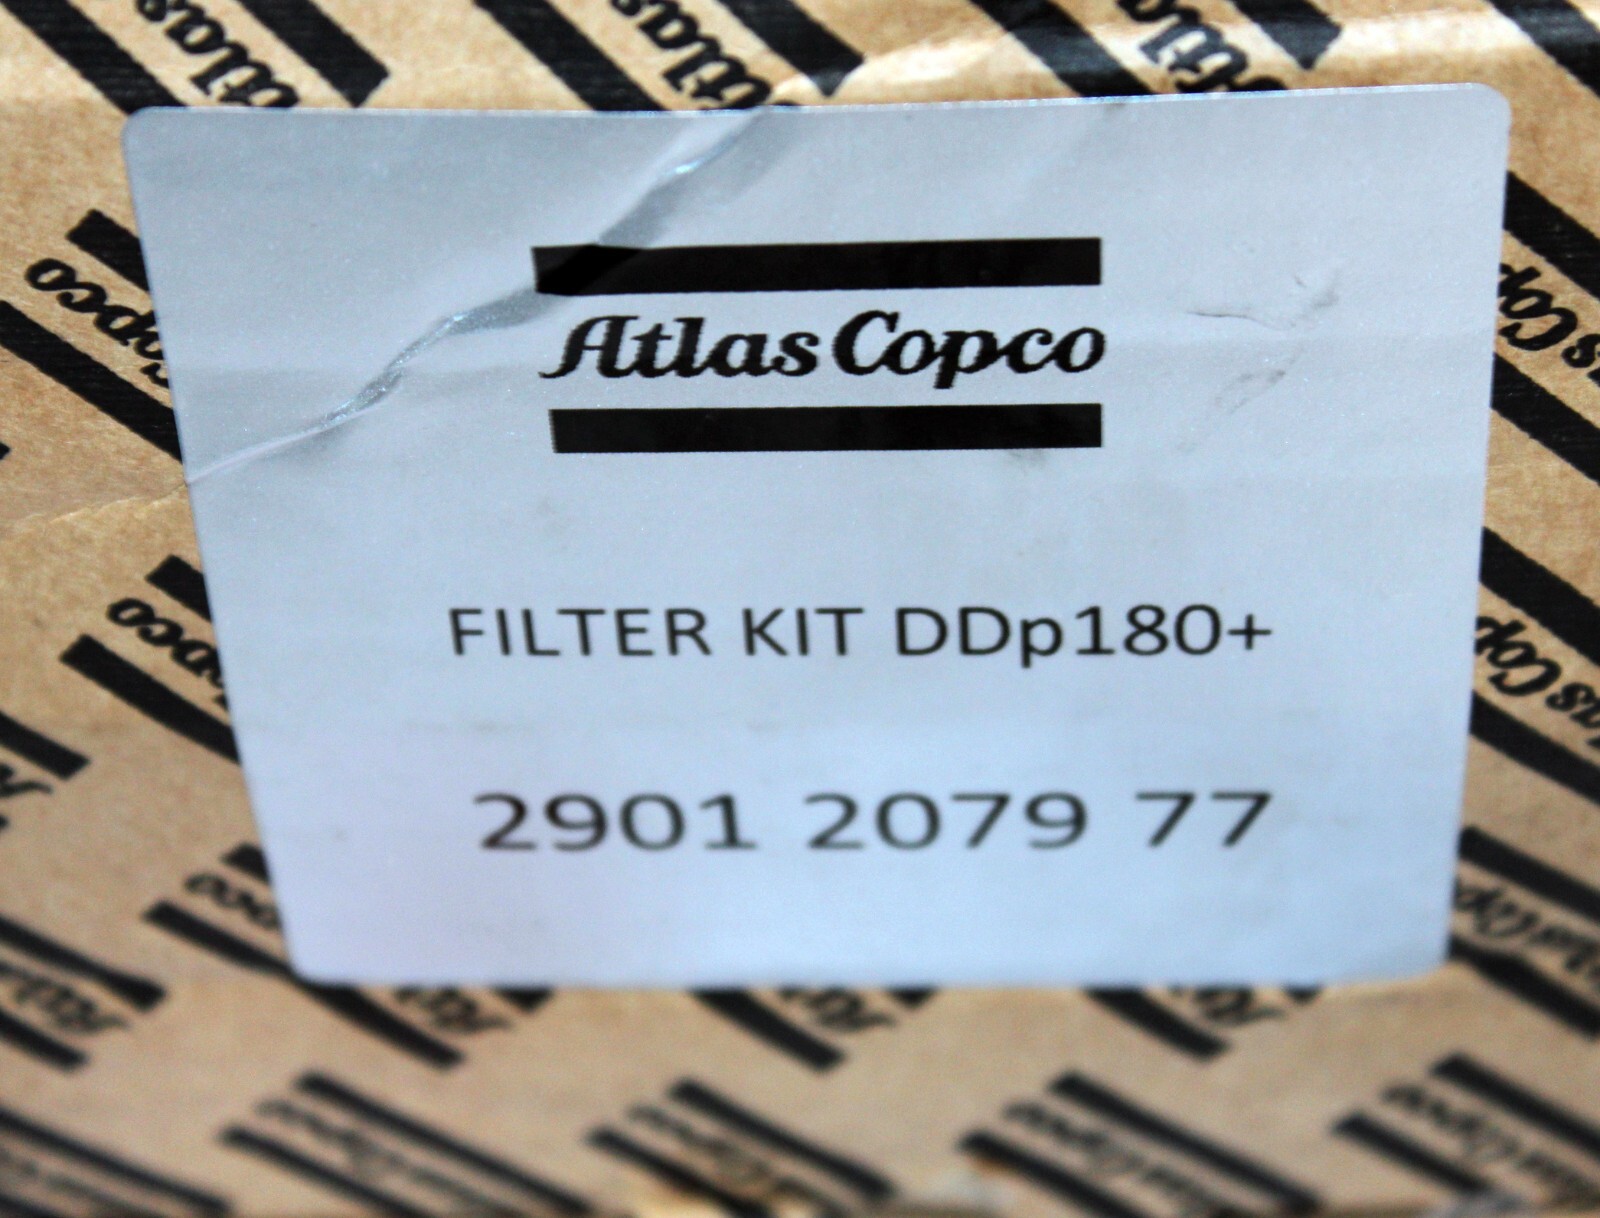 Atlas Copco
FILTER KIT DDp180+
2901 2079 77